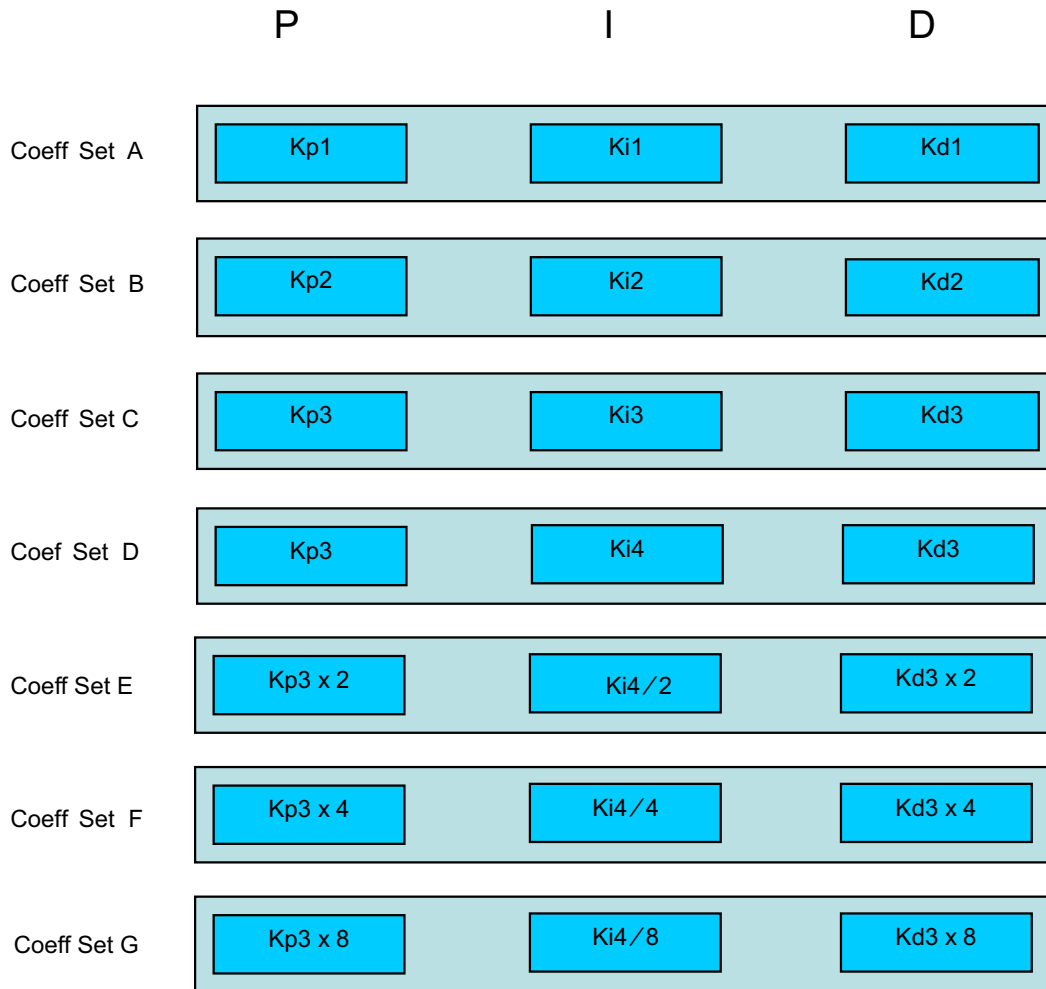 P I D
Coeff Set A Kp1 Ki1 Kd1
Coeff Set B Kp2 Ki2 Kd2
Coeff Set C Kp3 Ki3 Kd3
Coef Set D Kp3 Ki4 Kd3
Coeff Set E Kp3 x 2 Ki4/2 Kd3 x 2
Coeff Set F Kp3 x 4 Ki4/4 Kd3 x 4
Coeff Set G Kp3 x 8 Ki4/8 Kd3 x 8